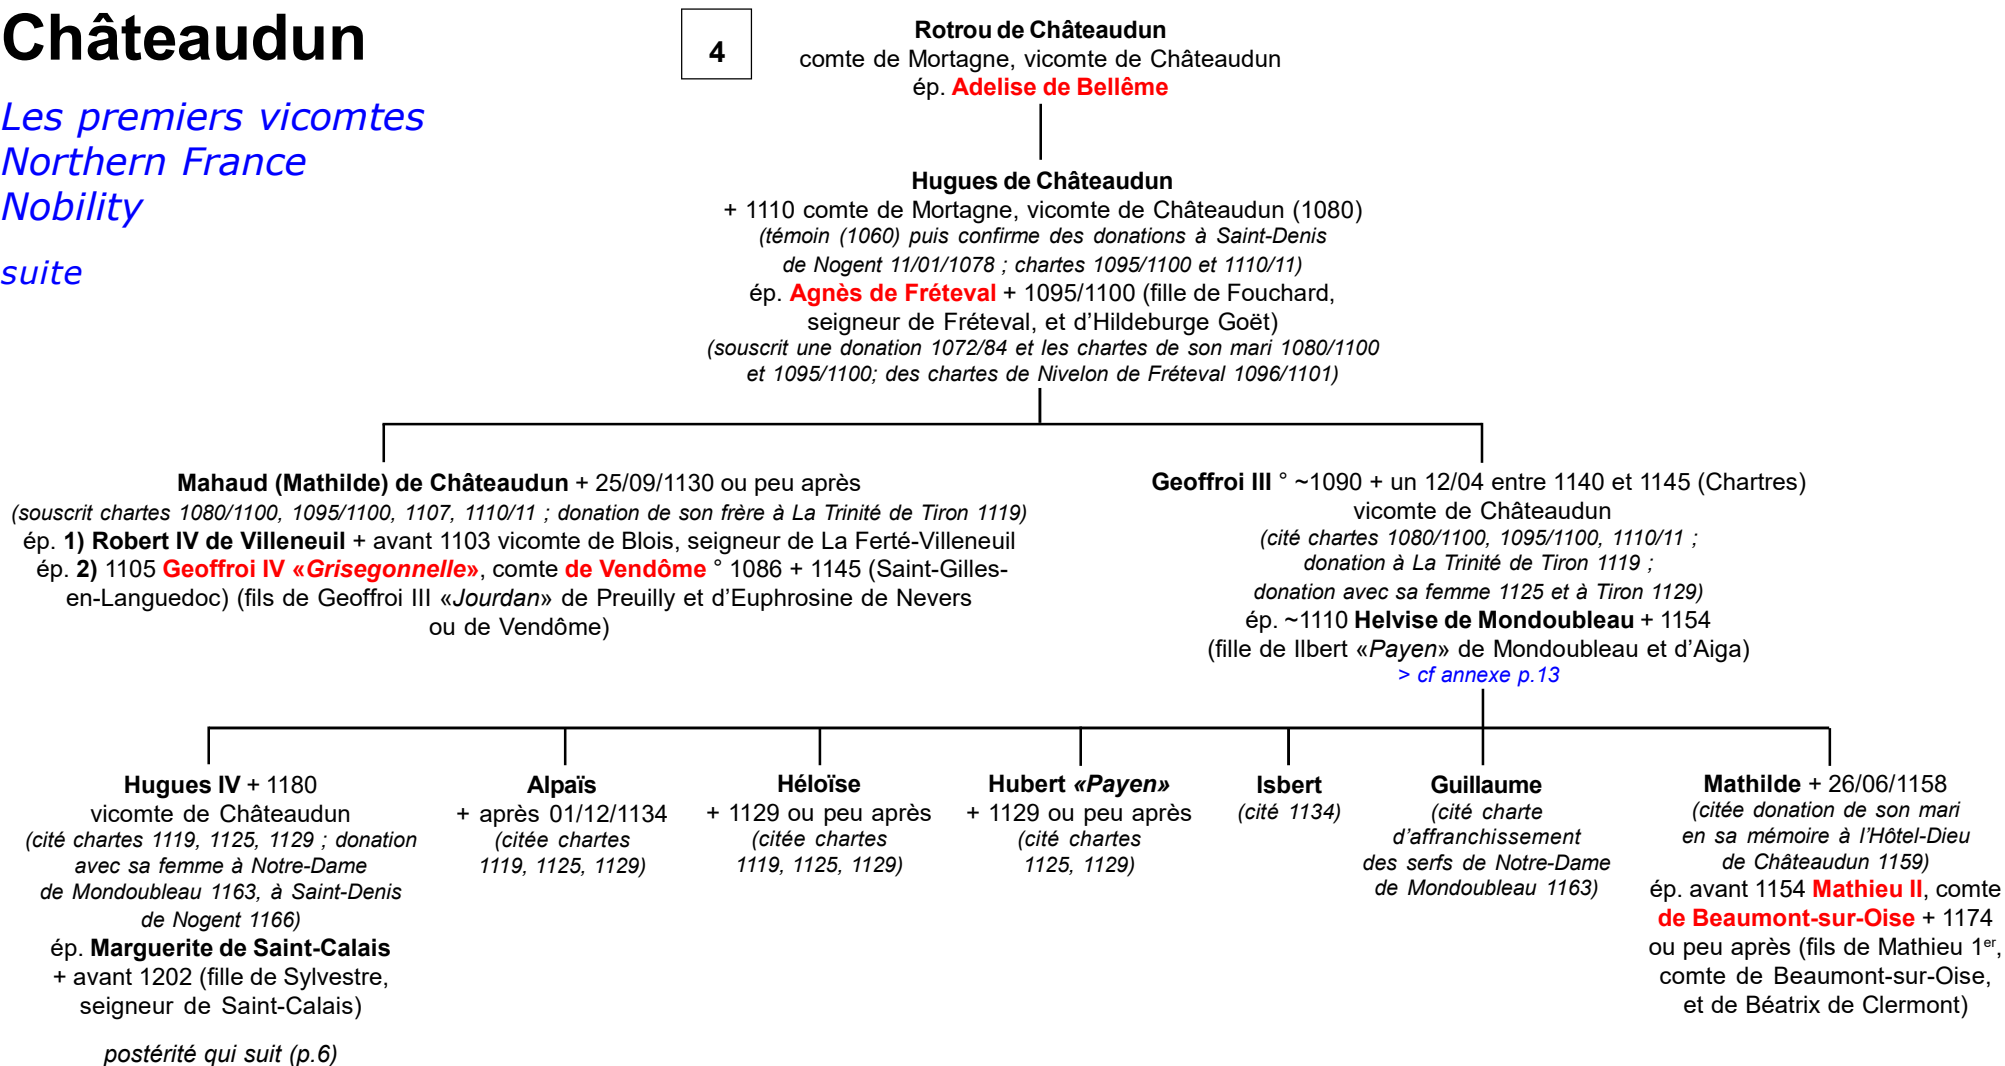 Châteaudun
Les premiers vicomtes
Northern France
Nobility
suite
4
Rotrou de Châteaudun
comte de Mortagne, vicomte de Châteaudun
ép. Adelise de Bellême
Hugues de Châteaudun
+ 1110 comte de Mortagne, vicomte de Châteaudun (1080)
(témoin (1060) puis confirme des donations à Saint-Denis
de Nogent 11/01/1078 ; chartes 1095/1100 et 1110/11)
ép. Agnès de Fréteval + 1095/1100 (fille de Fouchard,
seigneur de Fréteval, et d'Hildeburge Goët)
(souscrit une donation 1072/84 et les chartes de son mari 1080/1100
et 1095/1100; des chartes de Nivelon de Fréteval 1096/1101)
Mahaud (Mathilde) de Châteaudun + 25/09/1130 ou peu après
(souscrit chartes 1080/1100, 1095/1100, 1107, 1110/11 ; donation de son frère à La Trinité de Tiron 1119)
ép. 1) Robert IV de Villeneuil + avant 1103 vicomte de Blois, seigneur de La Ferté-Villeneuil
ép. 2) 1105 Geoffroi IV «Grisegonnelle», comte de Vendôme ° 1086 + 1145 (Saint-Gilles-
en-Languedoc) (fils de Geoffroi III «Jourdan» de Preuilly et d'Euphrosine de Nevers
ou de Vendôme)
Geoffroi III ° ~1090 + un 12/04 entre 1140 et 1145 (Chartres)
vicomte de Châteaudun
(cité chartes 1080/1100, 1095/1100, 1110/11 ;
donation à La Trinité de Tiron 1119 ;
donation avec sa femme 1125 et à Tiron 1129)
ép. ~1110 Helvise de Mondoubleau + 1154
(fille de Ilbert «Payen» de Mondoubleau et d'Aiga)
> cf annexe p.13
Hugues IV + 1180
vicomte de Châteaudun
(cité chartes 1119, 1125, 1129 ; donation
avec sa femme à Notre-Dame
de Mondoubleau 1163, à Saint-Denis
de Nogent 1166)
ép. Marguerite de Saint-Calais
+ avant 1202 (fille de Sylvestre,
seigneur de Saint-Calais)
postérité qui suit (p.6)
Alpaïs
+ après 01/12/1134
(citée chartes
1119, 1125, 1129)
Héloïse
+ 1129 ou peu après
(citée chartes
1119, 1125, 1129)
Hubert «Payen»
+ 1129 ou peu après
(cité chartes
1125, 1129)
Isbert
(cité 1134)
Guillaume
(cité charte
d'affranchissement
des serfs de Notre-Dame
de Mondoubleau 1163)
Mathilde + 26/06/1158
(citée donation de son mari
en sa mémoire à l'Hôtel-Dieu
de Châteaudun 1159)
ép. avant 1154 Mathieu II, comte
de Beaumont-sur-Oise + 1174
ou peu après (fils de Mathieu 1er,
comte de Beaumont-sur-Oise,
et de Béatrix de Clermont)